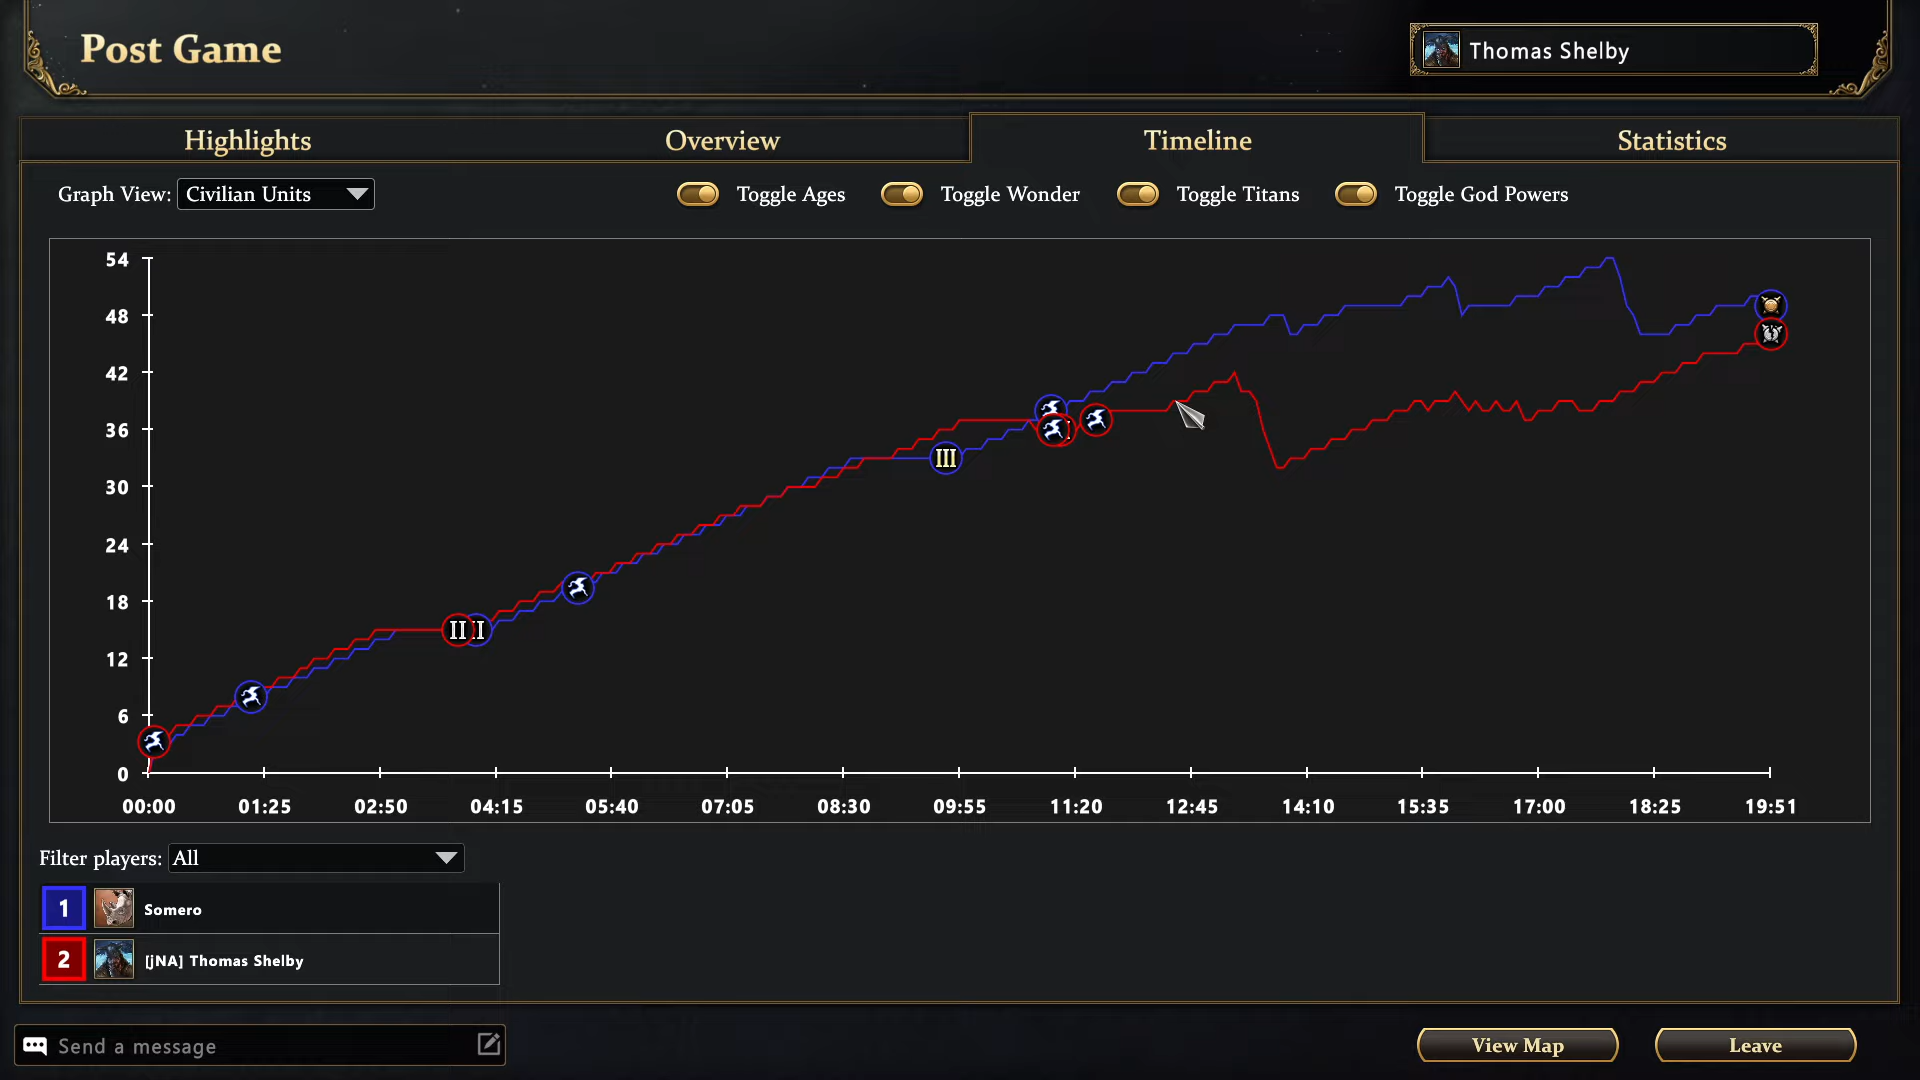 Post Game
Thomas Shelby
Highlights
Overview
Timeline
Statistics
Graph View: Civilian Units
Toggle Ages
Toggle Wonder
Toggle Titans
Toggle God Powers
54
48
42
36
30
24
18
12
6
0
III
II
II
00:00 01:25 02:50 04:15 05:40 07:05 08:30 09:55 11:20 12:45 14:10 15:35 17:00 18:25 19:51
Filter players: All
1 Somero
2 [jNA] Thomas Shelby
Send a message
View Map
Leave